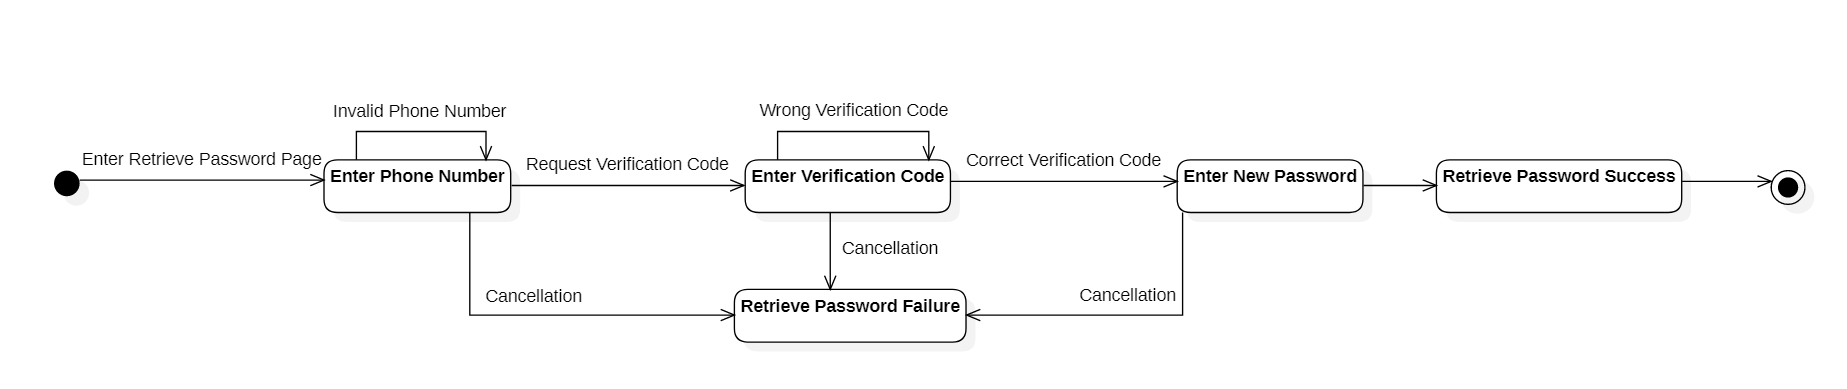 Invalid Phone Number
Wrong Verification Code
Enter Retrieve Password Page
Request Verification Code
Correct Verification Code
Enter Phone Number
Enter Verification Code
Enter New Password
Retrieve Password Success
Cancellation
Cancellation
Cancellation
Retrieve Password Failure